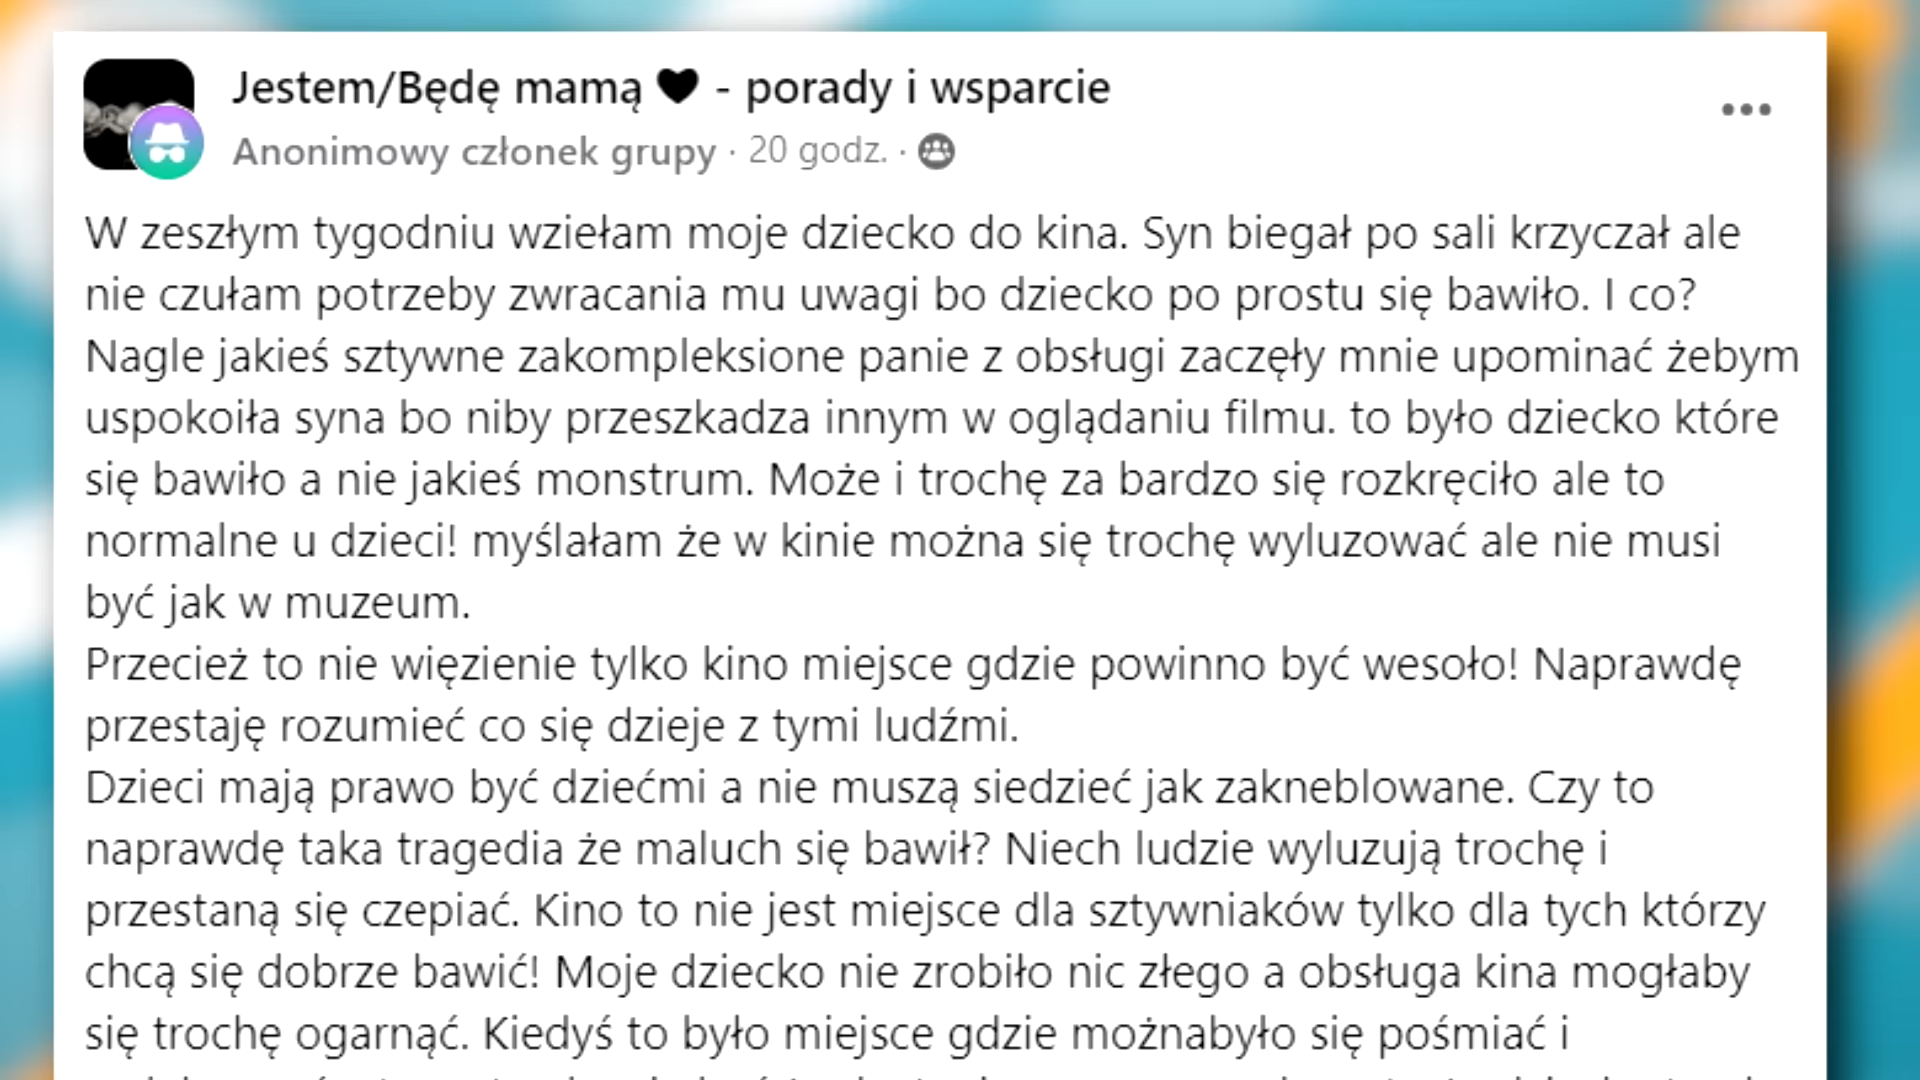 Jestem/Będę mamą 🖤 - porady i wsparcie
Anonimowy członek grupy · 20 godz. ·
W zeszłym tygodniu wziełam moje dziecko do kina. Syn biegał po sali krzyczał ale
nie czułam potrzeby zwracania mu uwagi bo dziecko po prostu się bawiło. I co?
Nagle jakieś sztywne zakompleksione panie z obsługi zaczęły mnie upominać żebym
uspokoiła syna bo niby przeszkadza innym w oglądaniu filmu. to było dziecko które
się bawiło a nie jakieś monstrum. Może i trochę za bardzo się rozkręciło ale to
normalne u dzieci! myślałam że w kinie można się trochę wyluzować ale nie musi
być jak w muzeum.
Przecież to nie więzienie tylko kino miejsce gdzie powinno być wesoło! Naprawdę
przestaję rozumieć co się dzieje z tymi ludźmi.
Dzieci mają prawo być dziećmi a nie muszą siedzieć jak zakneblowane. Czy to
naprawdę taka tragedia że maluch się bawił? Niech ludzie wyluzują trochę i
przestaną się czepiać. Kino to nie jest miejsce dla sztywniaków tylko dla tych którzy
chcą się dobrze bawić! Moje dziecko nie zrobiło nic złego a obsługa kina mogłaby
się trochę ogarnąć. Kiedyś to było miejsce gdzie możnabyło się pośmiać i